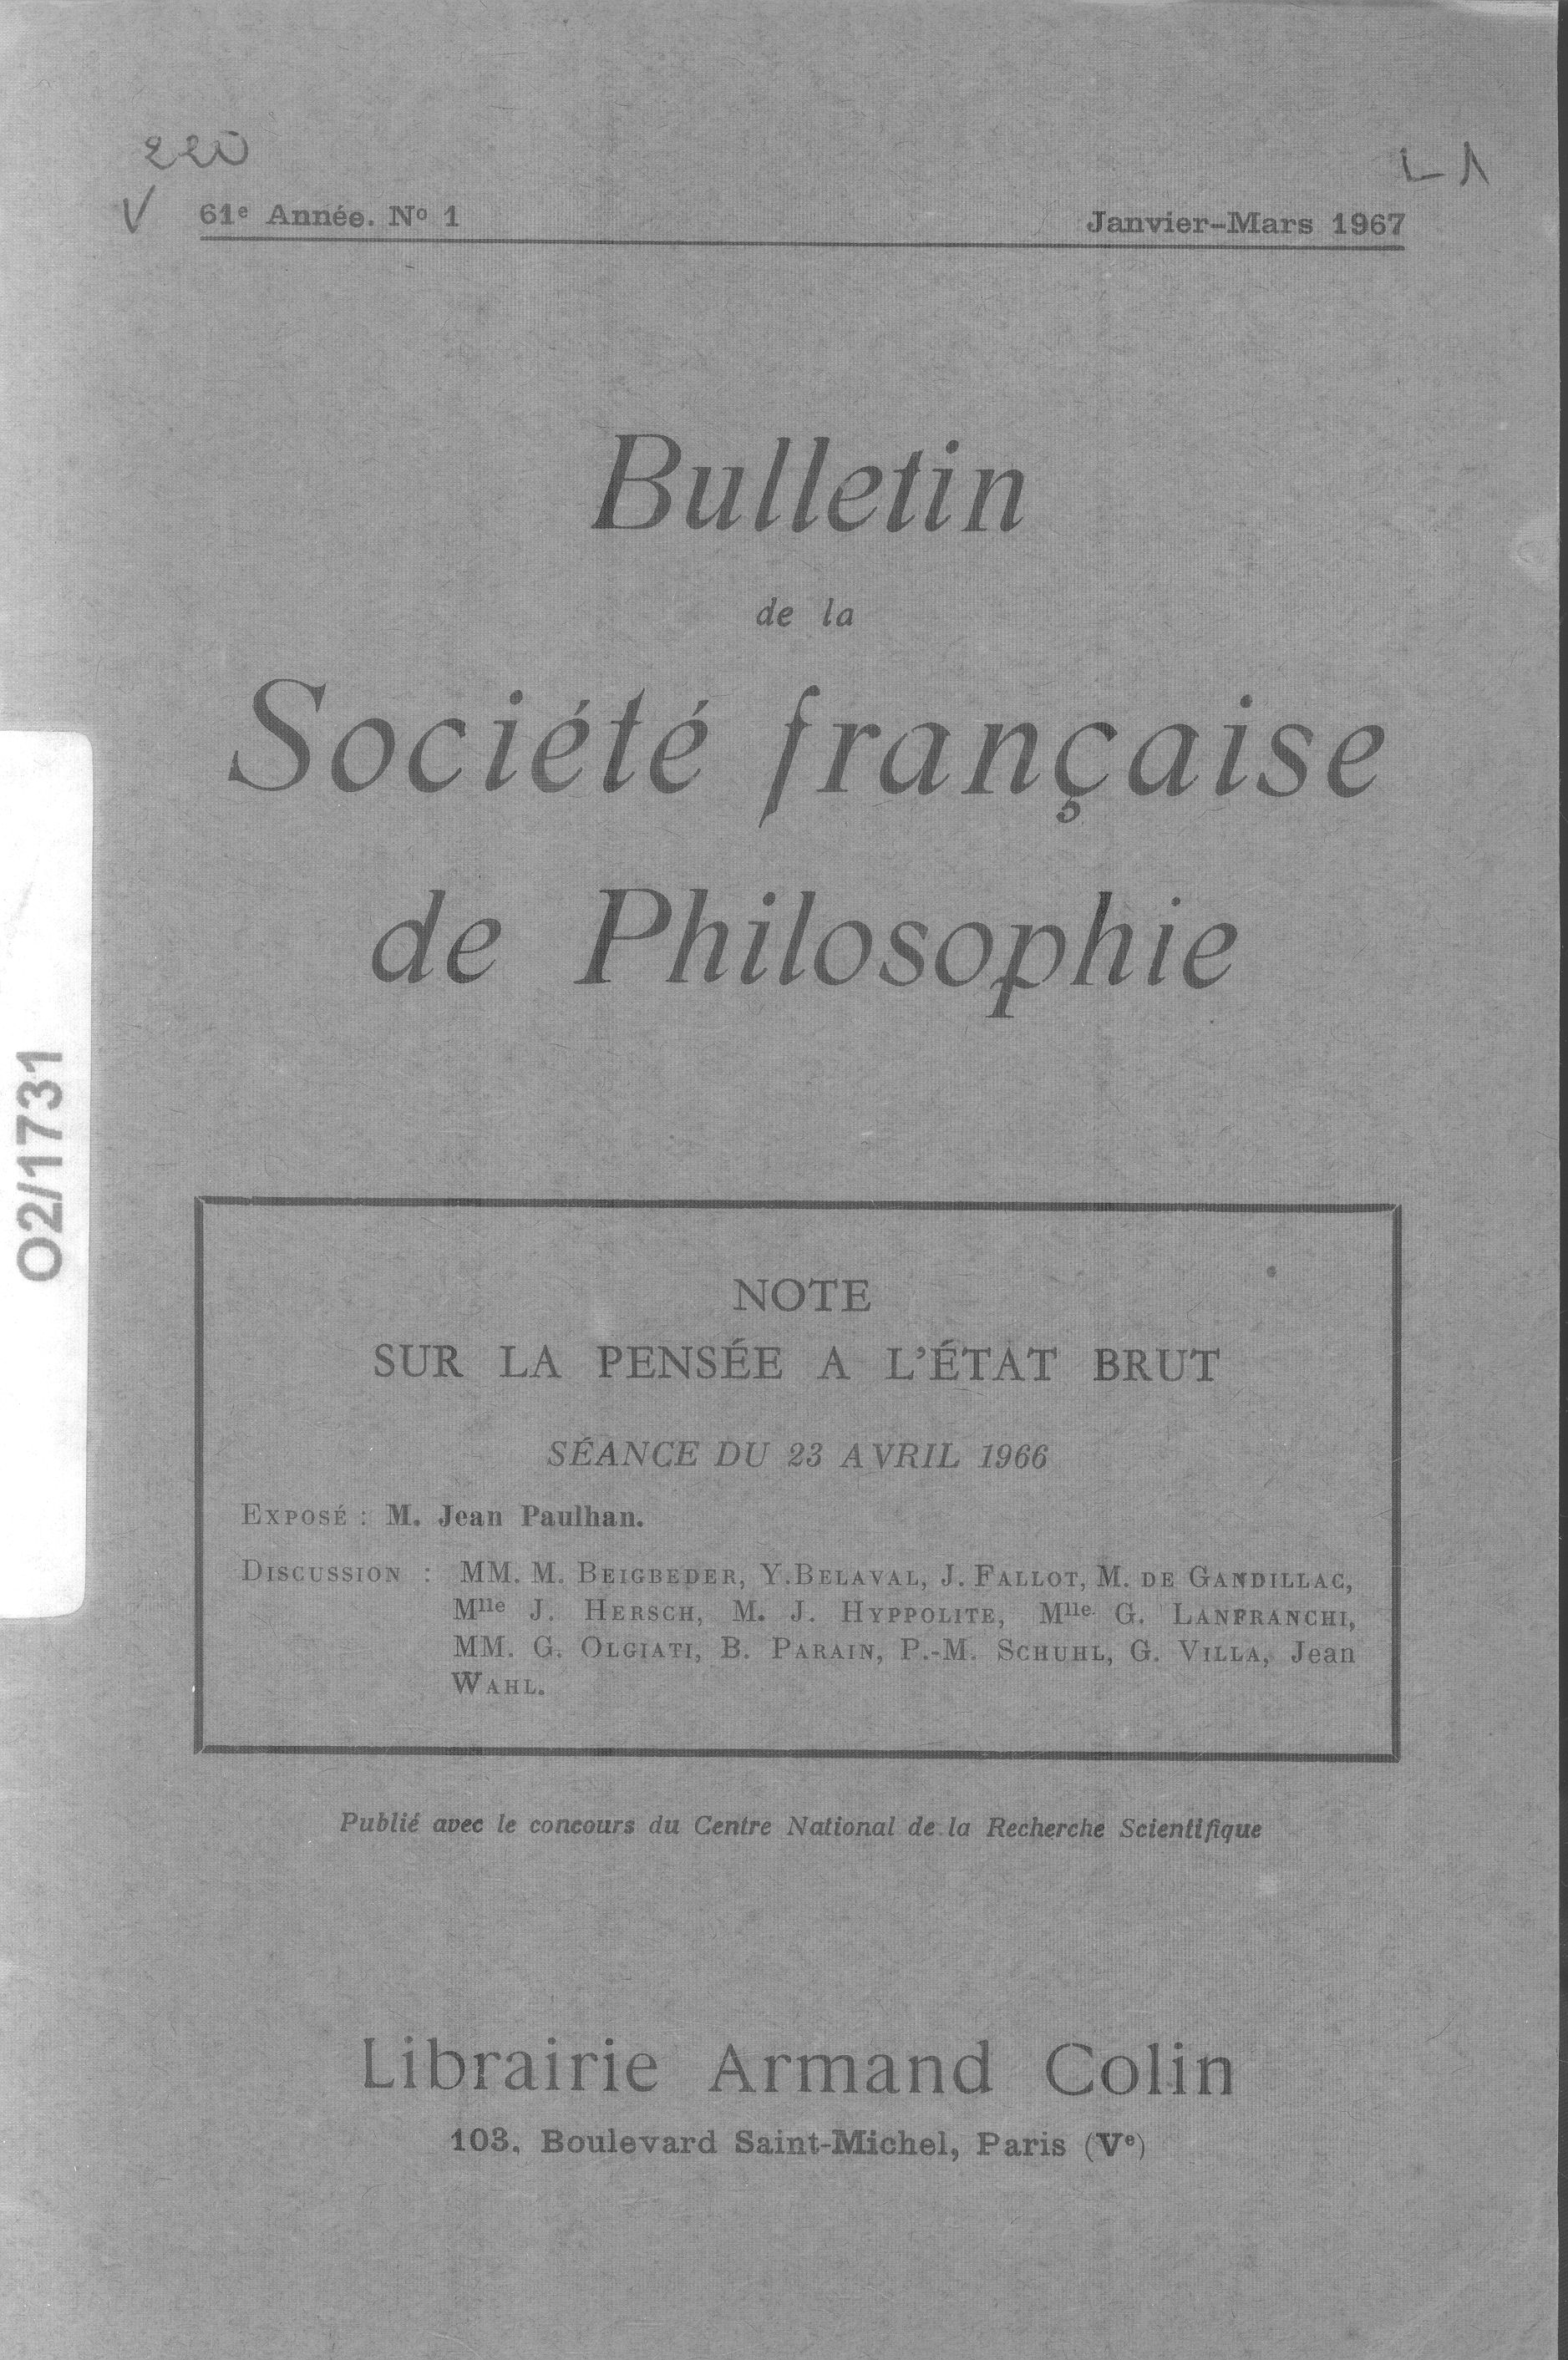 220
L 1
V 61e Année. No 1
Janvier-Mars 1967
Bulletin
de la
Société française
de Philosophie
O2/1731
NOTE
SUR LA PENSÉE A L'ÉTAT BRUT
SÉANCE DU 23 AVRIL 1966
EXPOSÉ : M. Jean Paulhan.
DISCUSSION : MM. M. BEIGBEDER, Y. BELAVAL, J. FALLOT, M. DE GANDILLAC,
Mlle J. HERSCH, M. J. HYPPOLITE, Mlle G. LANFRANCHI,
MM. G. OLGIATI, B. PARAIN, P.-M. SCHUHL, G. VILLA, Jean
WAHL.
Publié avec le concours du Centre National de la Recherche Scientifique
Librairie Armand Colin
103, Boulevard Saint-Michel, Paris (Ve)